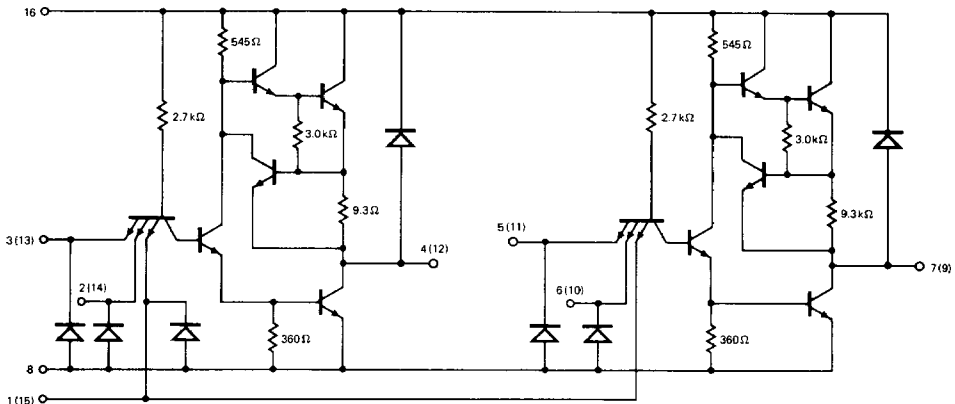 16
545Ω
545Ω
2.7kΩ
3.0kΩ
2.7kΩ
3.0kΩ
9.3Ω
9.3kΩ
3 (13)
4 (12)
5 (11)
7 (9)
2 (14)
6 (10)
360Ω
360Ω
8
1 (15)